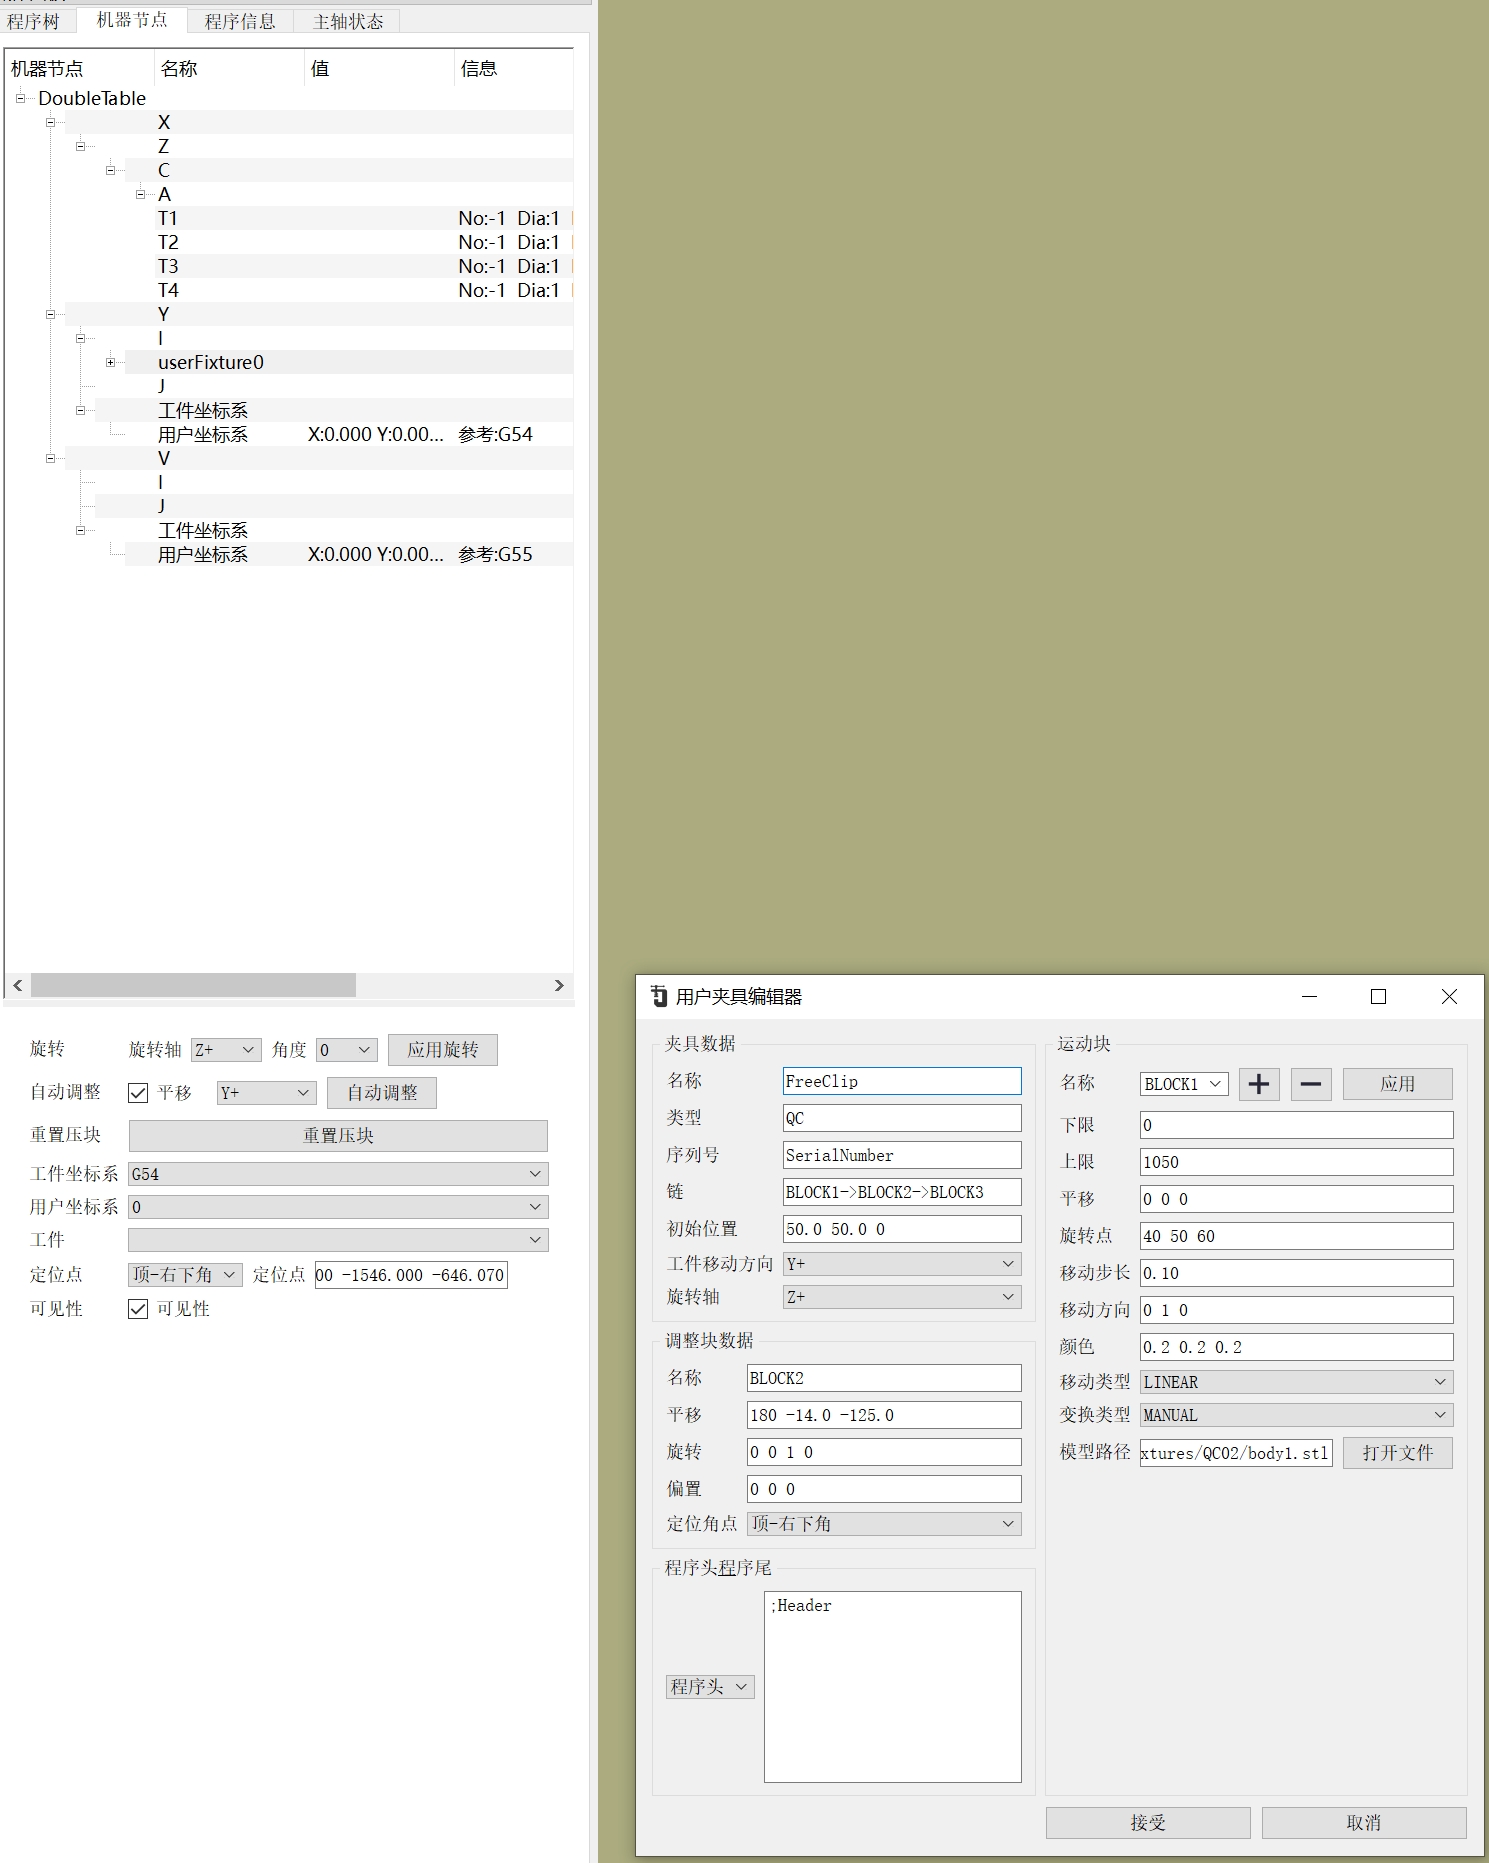 程序树 机器节点 程序信息 主轴状态
机器节点 名称 值 信息
DoubleTable
X
Z
C
A
T1 No:-1 Dia:1
T2 No:-1 Dia:1
T3 No:-1 Dia:1
T4 No:-1 Dia:1
Y
I
userFixture0
J
工件坐标系
用户坐标系 X:0.000 Y:0.00... 参考:G54
V
I
J
工件坐标系
用户坐标系 X:0.000 Y:0.00... 参考:G55
旋转 旋转轴 Z+ 角度 0 应用旋转
自动调整 平移 Y+ 自动调整
重置压块 重置压块
工件坐标系 G54
用户坐标系 0
工件
定位点 顶-右下角 定位点 00 -1546.000 -646.070
可见性 可见性
用户夹具编辑器
夹具数据
名称 FreeClip
类型 QC
序列号 SerialNumber
链 BLOCK1->BLOCK2->BLOCK3
初始位置 50.0 50.0 0
工件移动方向 Y+
旋转轴 Z+
调整块数据
名称 BLOCK2
平移 180 -14.0 -125.0
旋转 0 0 1 0
偏置 0 0 0
定位角点 顶-右下角
程序头程序尾
程序头 ;Header
运动块
名称 BLOCK1 应用
下限 0
上限 1050
平移 0 0 0
旋转点 40 50 60
移动步长 0.10
移动方向 0 1 0
颜色 0.2 0.2 0.2
移动类型 LINEAR
变换类型 MANUAL
模型路径 xtures/QC02/body1.stl 打开文件
接受 取消